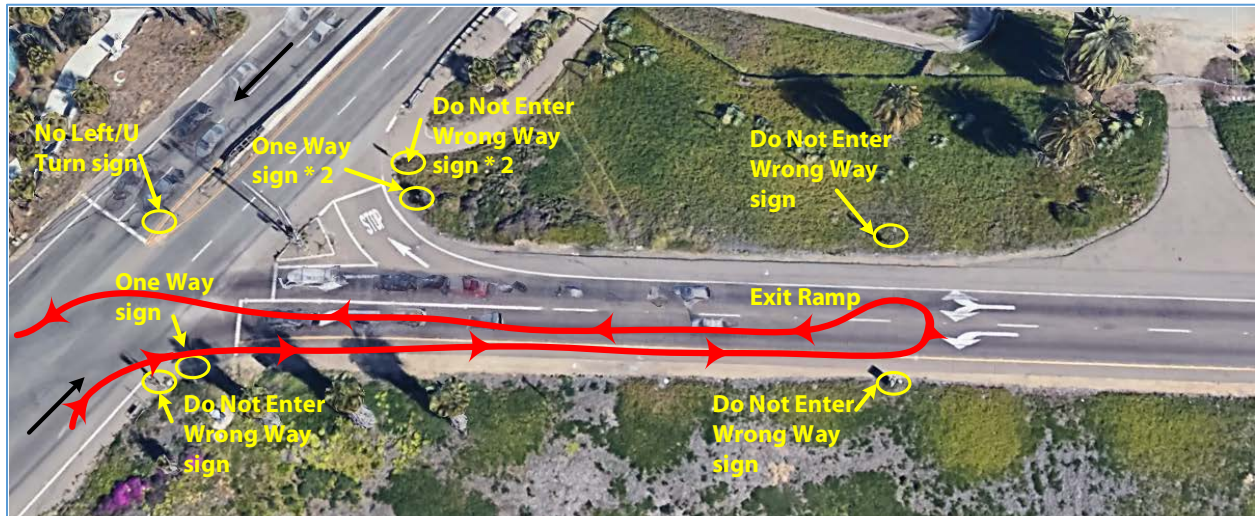 No Left/U
Turn sign
One Way
sign * 2
Do Not Enter
Wrong Way
sign * 2
Do Not Enter
Wrong Way
sign
STOP
One Way
sign
Exit Ramp
Do Not Enter
Wrong Way
sign
Do Not Enter
Wrong Way
sign